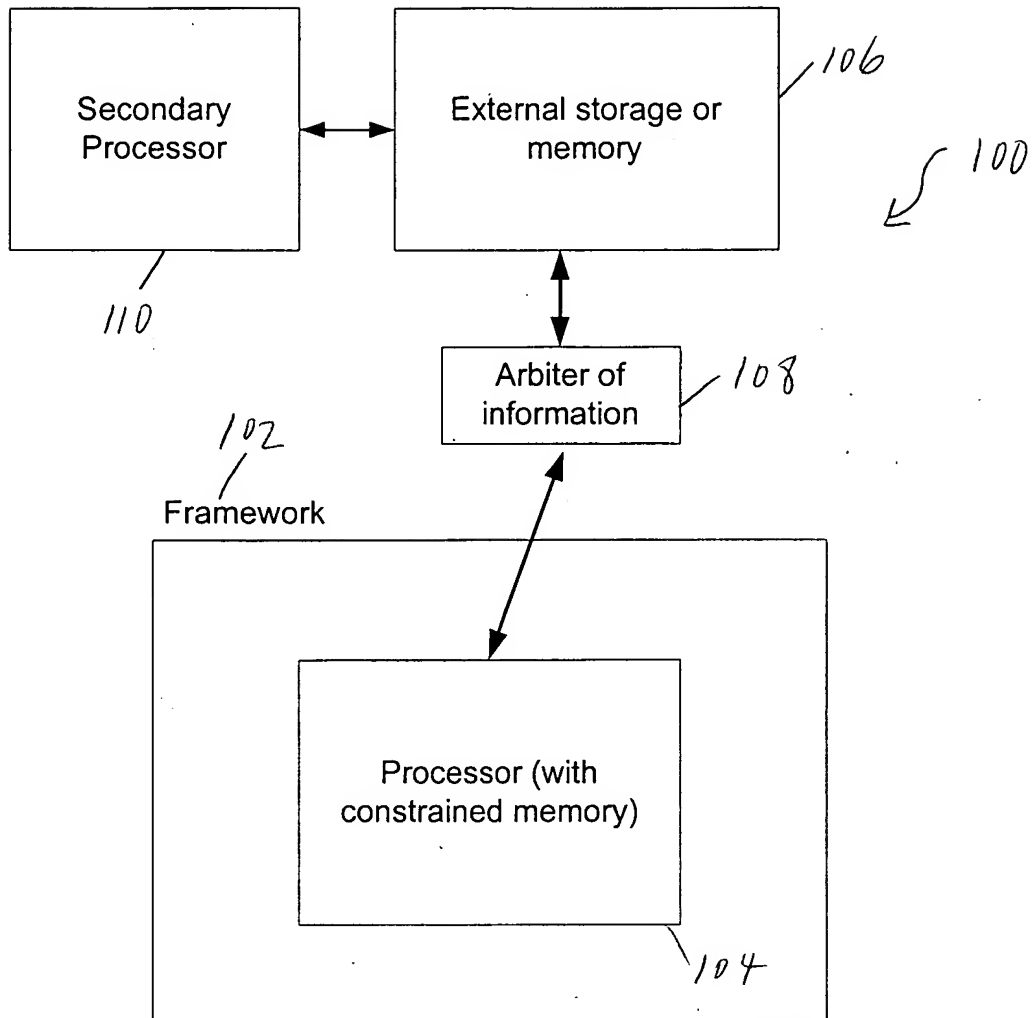 Secondary
Processor
External storage or
memory
106
100
110
Arbiter of
information
108
102
Framework
Processor (with
constrained memory)
104